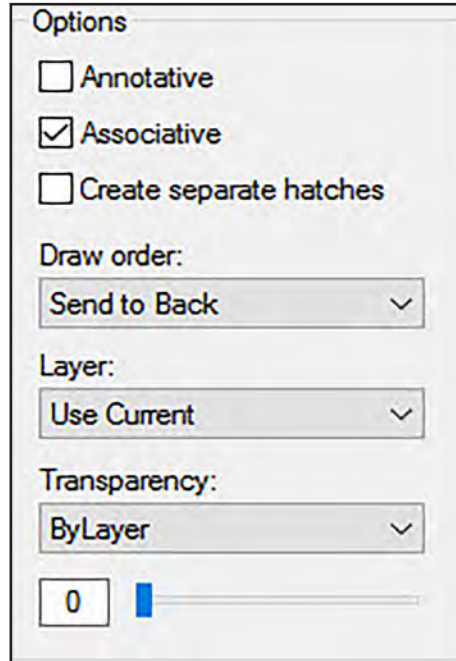 Options
Annotative
Associative
Create separate hatches
Draw order:
Send to Back
Layer:
Use Current
Transparency:
ByLayer
0